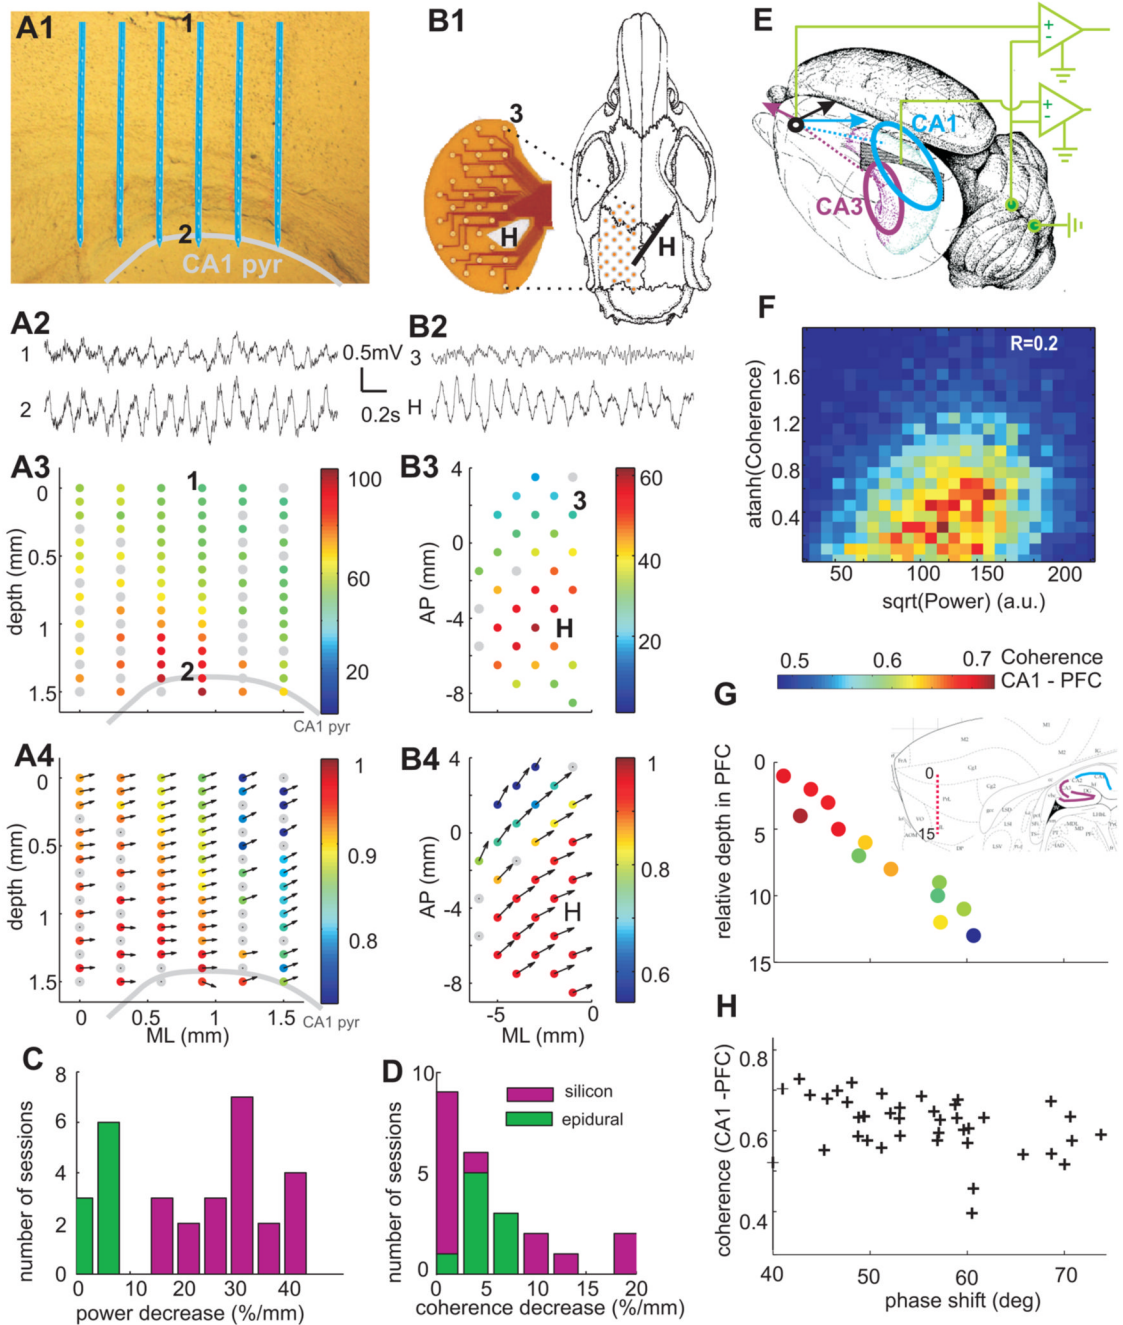 A1
1
2
CA1 pyr
B1
3
H
H
E
CA1
CA3
+
-
+
-
A2
1
2
0.5mV
0.2s
B2
3
H
F
R=0.2
atanh(Coherence)
1.6
1.2
0.8
0.4
50
100
150
200
sqrt(Power) (a.u.)
A3
depth (mm)
0
0.5
1
1.5
1
2
CA1 pyr
100
80
60
40
20
B3
AP (mm)
4
0
-4
-8
3
H
60
40
20
0.5
0.6
0.7
Coherence
CA1 - PFC
G
relative depth in PFC
0
5
10
15
0
15
A4
depth (mm)
0
0.5
1
1.5
0
0.5
1
1.5
ML (mm)
CA1 pyr
1
0.9
0.8
B4
AP (mm)
4
0
-4
-8
H
-5
0
ML (mm)
1
0.8
0.6
C
number of sessions
8
6
4
2
0
0
10
20
30
40
power decrease (%/mm)
D
number of sessions
10
5
0
0
5
10
15
20
coherence decrease (%/mm)
silicon
epidural
H
coherence (CA1 -PFC)
0.8
0.6
0.4
40
50
60
70
phase shift (deg)